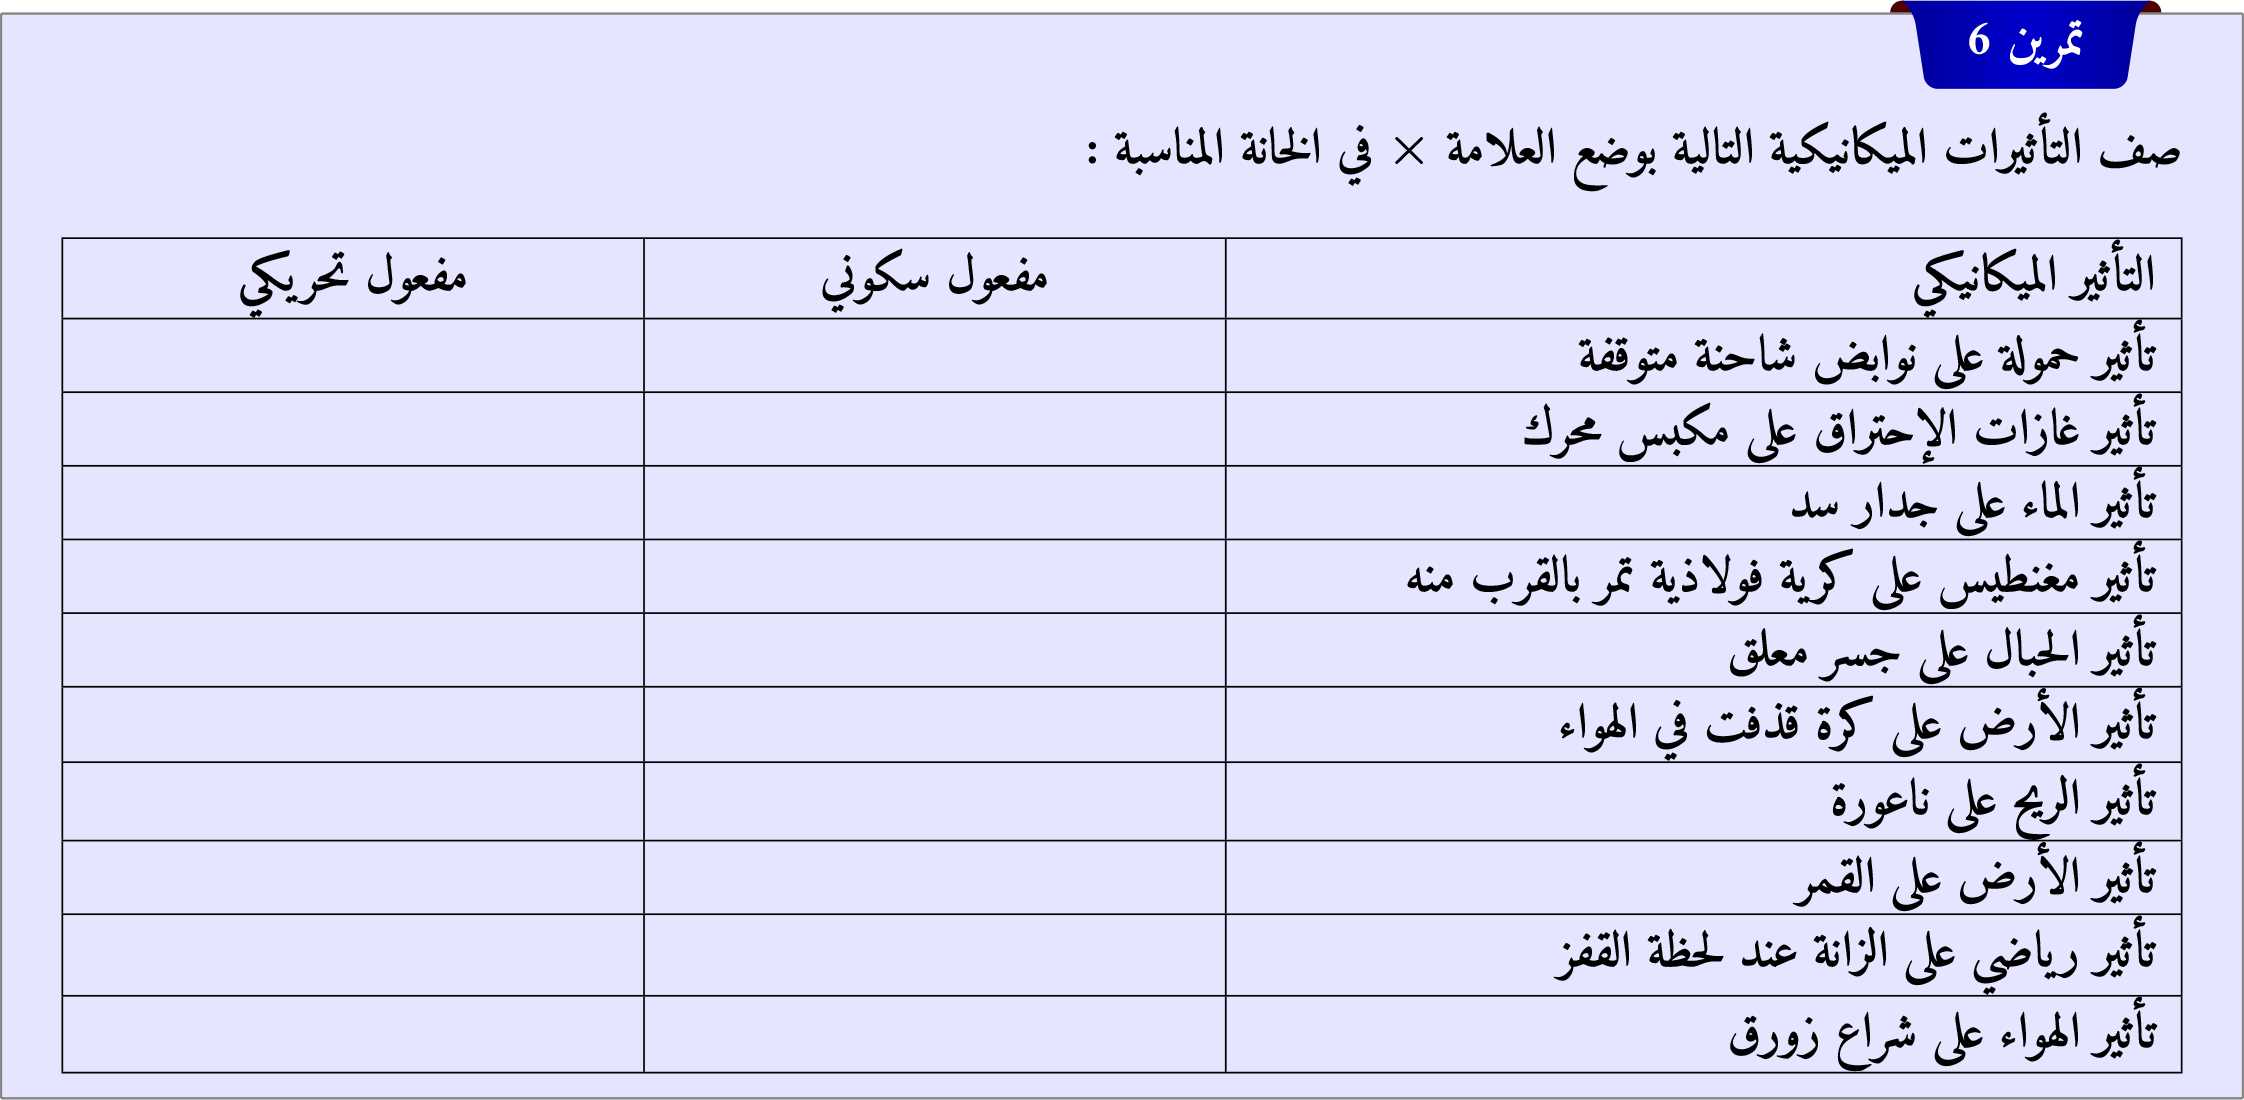 تمرين 6
صف التأثيرات الميكانيكية التالية بوضع العلامة × في الخانة المناسبة :
التأثير الميكانيكي مفعول سكوني مفعول تحريكي
تأثير حمولة على نوابض شاحنة متوقفة
تأثير غازات الإحتراق على مكبس محرك
تأثير الماء على جدار سد
تأثير مغنطيس على كرية فولاذية تمر بالقرب منه
تأثير الحبال على جسر معلق
تأثير الأرض على كرة قذفت في الهواء
تأثير الريح على ناعورة
تأثير الأرض على القمر
تأثير رياضي على الزانة عند لحظة القفز
تأثير الهواء على شراع زورق